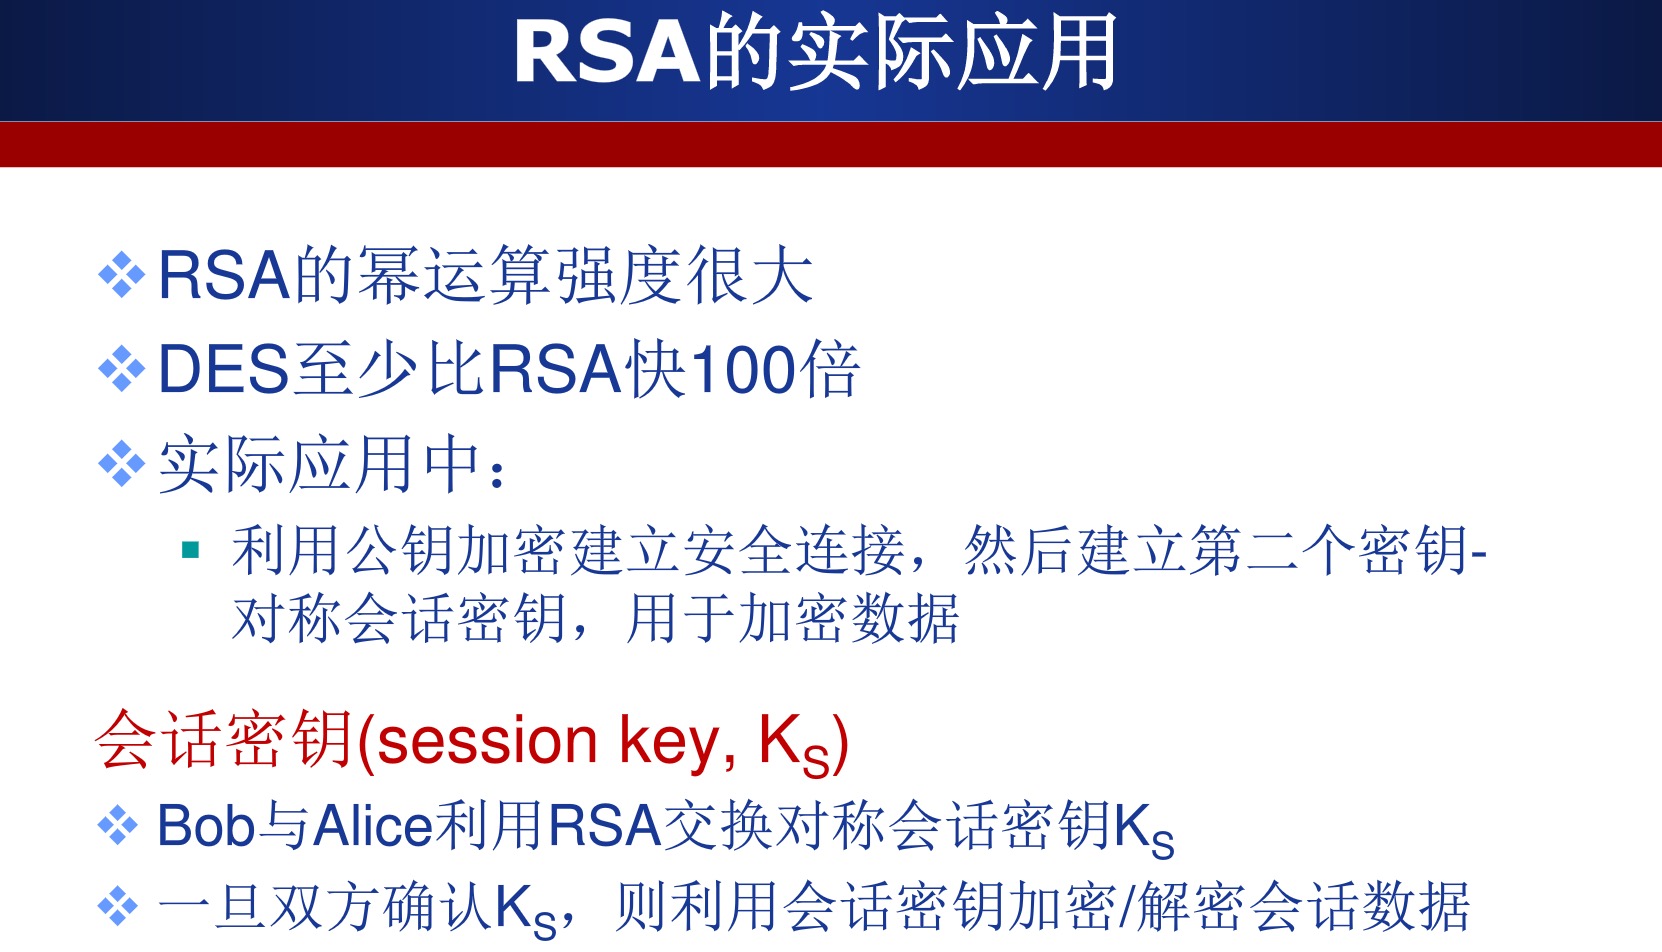 RSA的实际应用
RSA的幂运算强度很大
DES至少比RSA快100倍
实际应用中：
利用公钥加密建立安全连接，然后建立第二个密钥-
对称会话密钥，用于加密数据
会话密钥(session key, KS)
Bob与Alice利用RSA交换对称会话密钥KS
一旦双方确认KS，则利用会话密钥加密/解密会话数据